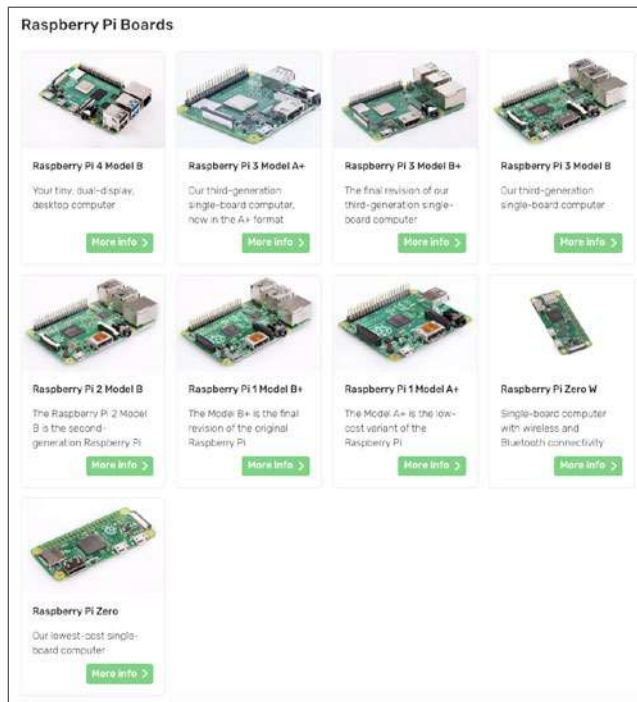 Raspberry Pi Boards
Raspberry Pi 4 Model B
Your tiny, dual-display,
desktop computer
More info
Raspberry Pi 3 Model A+
Our third-generation
single-board computer,
now in the A+ format
More info
Raspberry Pi 3 Model B+
The final revision of our
third-generation single-
board computer
More info
Raspberry Pi 3 Model B
Our third-generation
single-board computer
More info
Raspberry Pi 2 Model B
The Raspberry Pi 2 Model
B is the second-
generation Raspberry Pi
More info
Raspberry Pi 1 Model B+
The Model B+ is the final
revision of the original
Raspberry Pi
More info
Raspberry Pi 1 Model A+
The Model A+ is the low-
cost variant of the
Raspberry Pi
More info
Raspberry Pi Zero W
Single-board computer
with wireless and
Bluetooth connectivity
More info
Raspberry Pi Zero
Our lowest-cost single-
board computer
More info